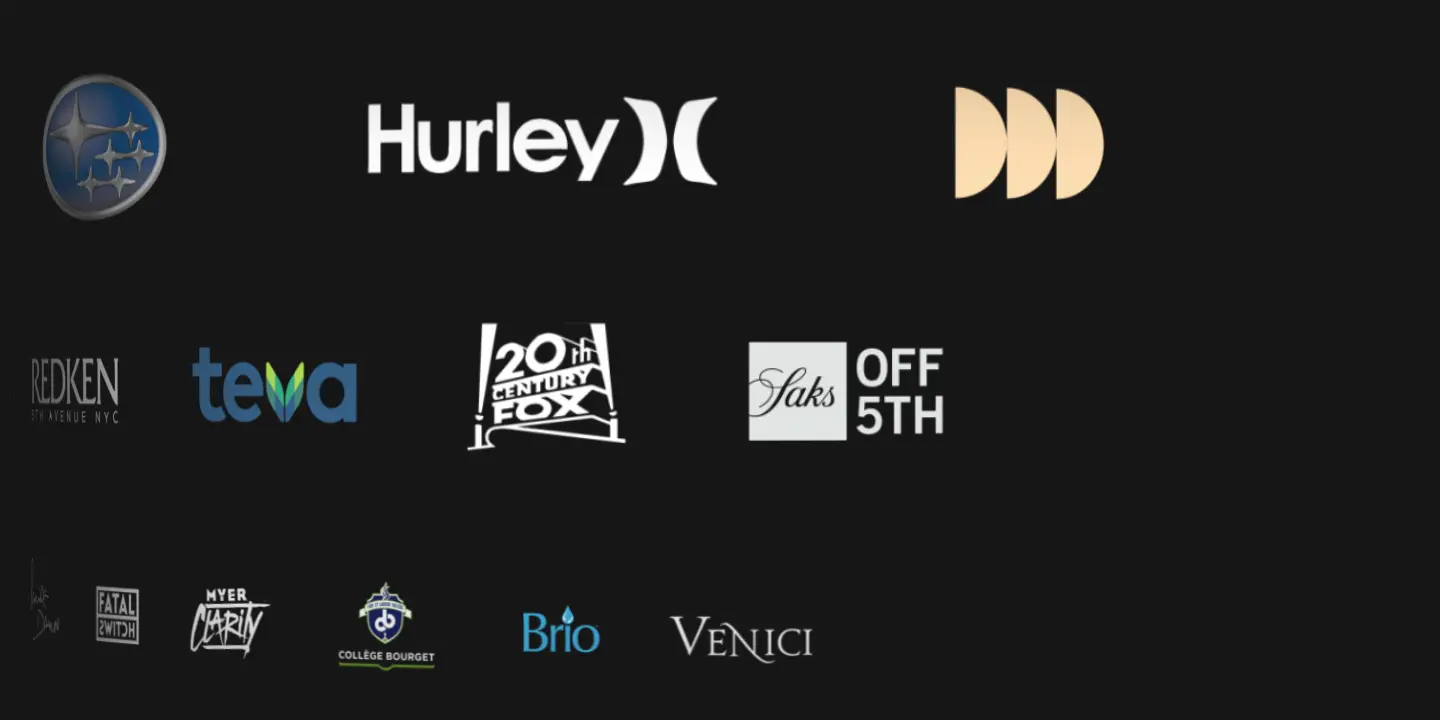 Hurley
REDKEN
5TH AVENUE NYC
teva
20th
CENTURY
FOX
Saks
OFF
5TH
FATAL
SWITCH
MYER
CLARITY
COLLÈGE BOURGET
Brio
VENICI